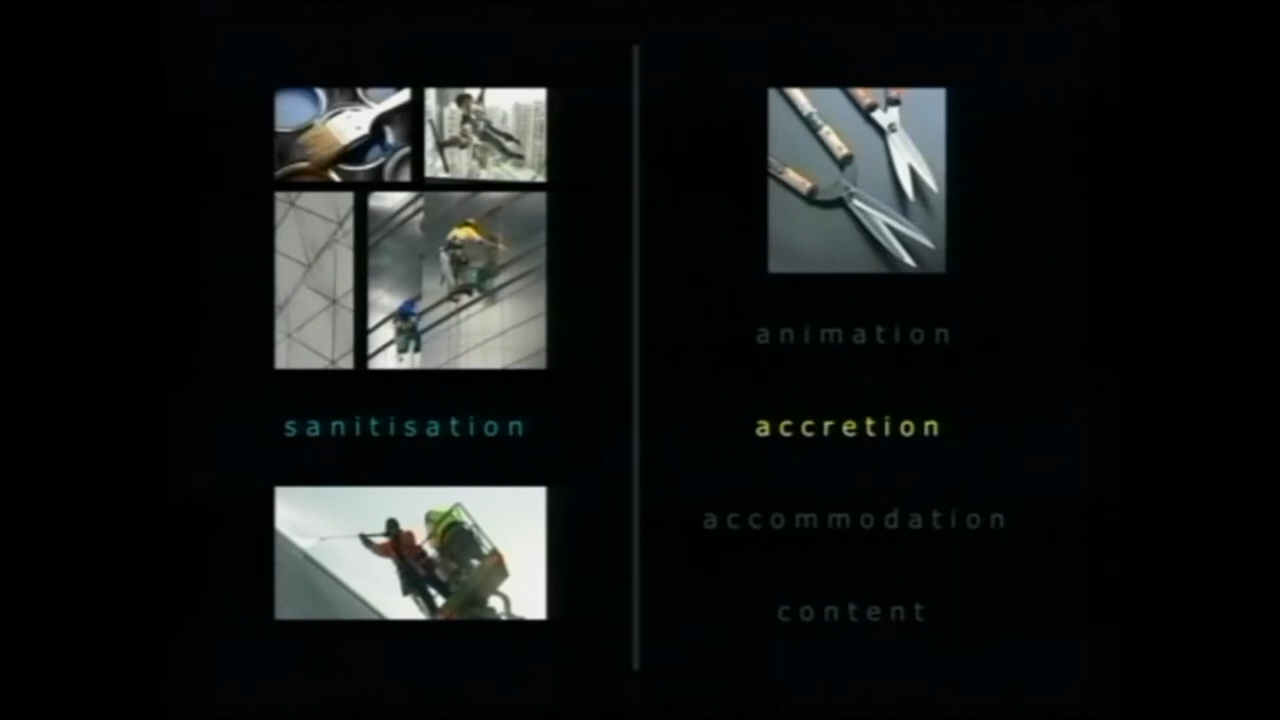 sanitisation
animation
accretion
accommodation
content